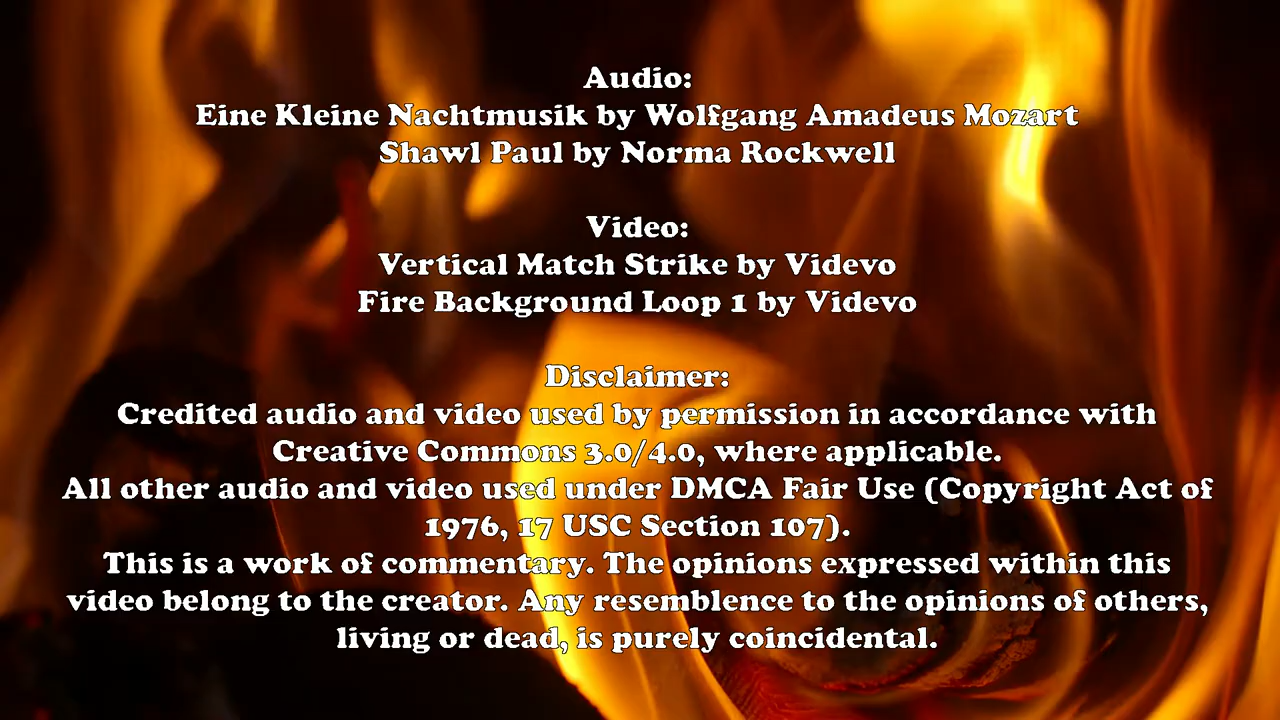 Audio:
Eine Kleine Nachtmusik by Wolfgang Amadeus Mozart
Shawl Paul by Norma Rockwell
Video:
Vertical Match Strike by Videvo
Fire Background Loop 1 by Videvo
Disclaimer:
Credited audio and video used by permission in accordance with
Creative Commons 3.0/4.0, where applicable.
All other audio and video used under DMCA Fair Use (Copyright Act of
1976, 17 USC Section 107).
This is a work of commentary. The opinions expressed within this
video belong to the creator. Any resemblence to the opinions of others,
living or dead, is purely coincidental.